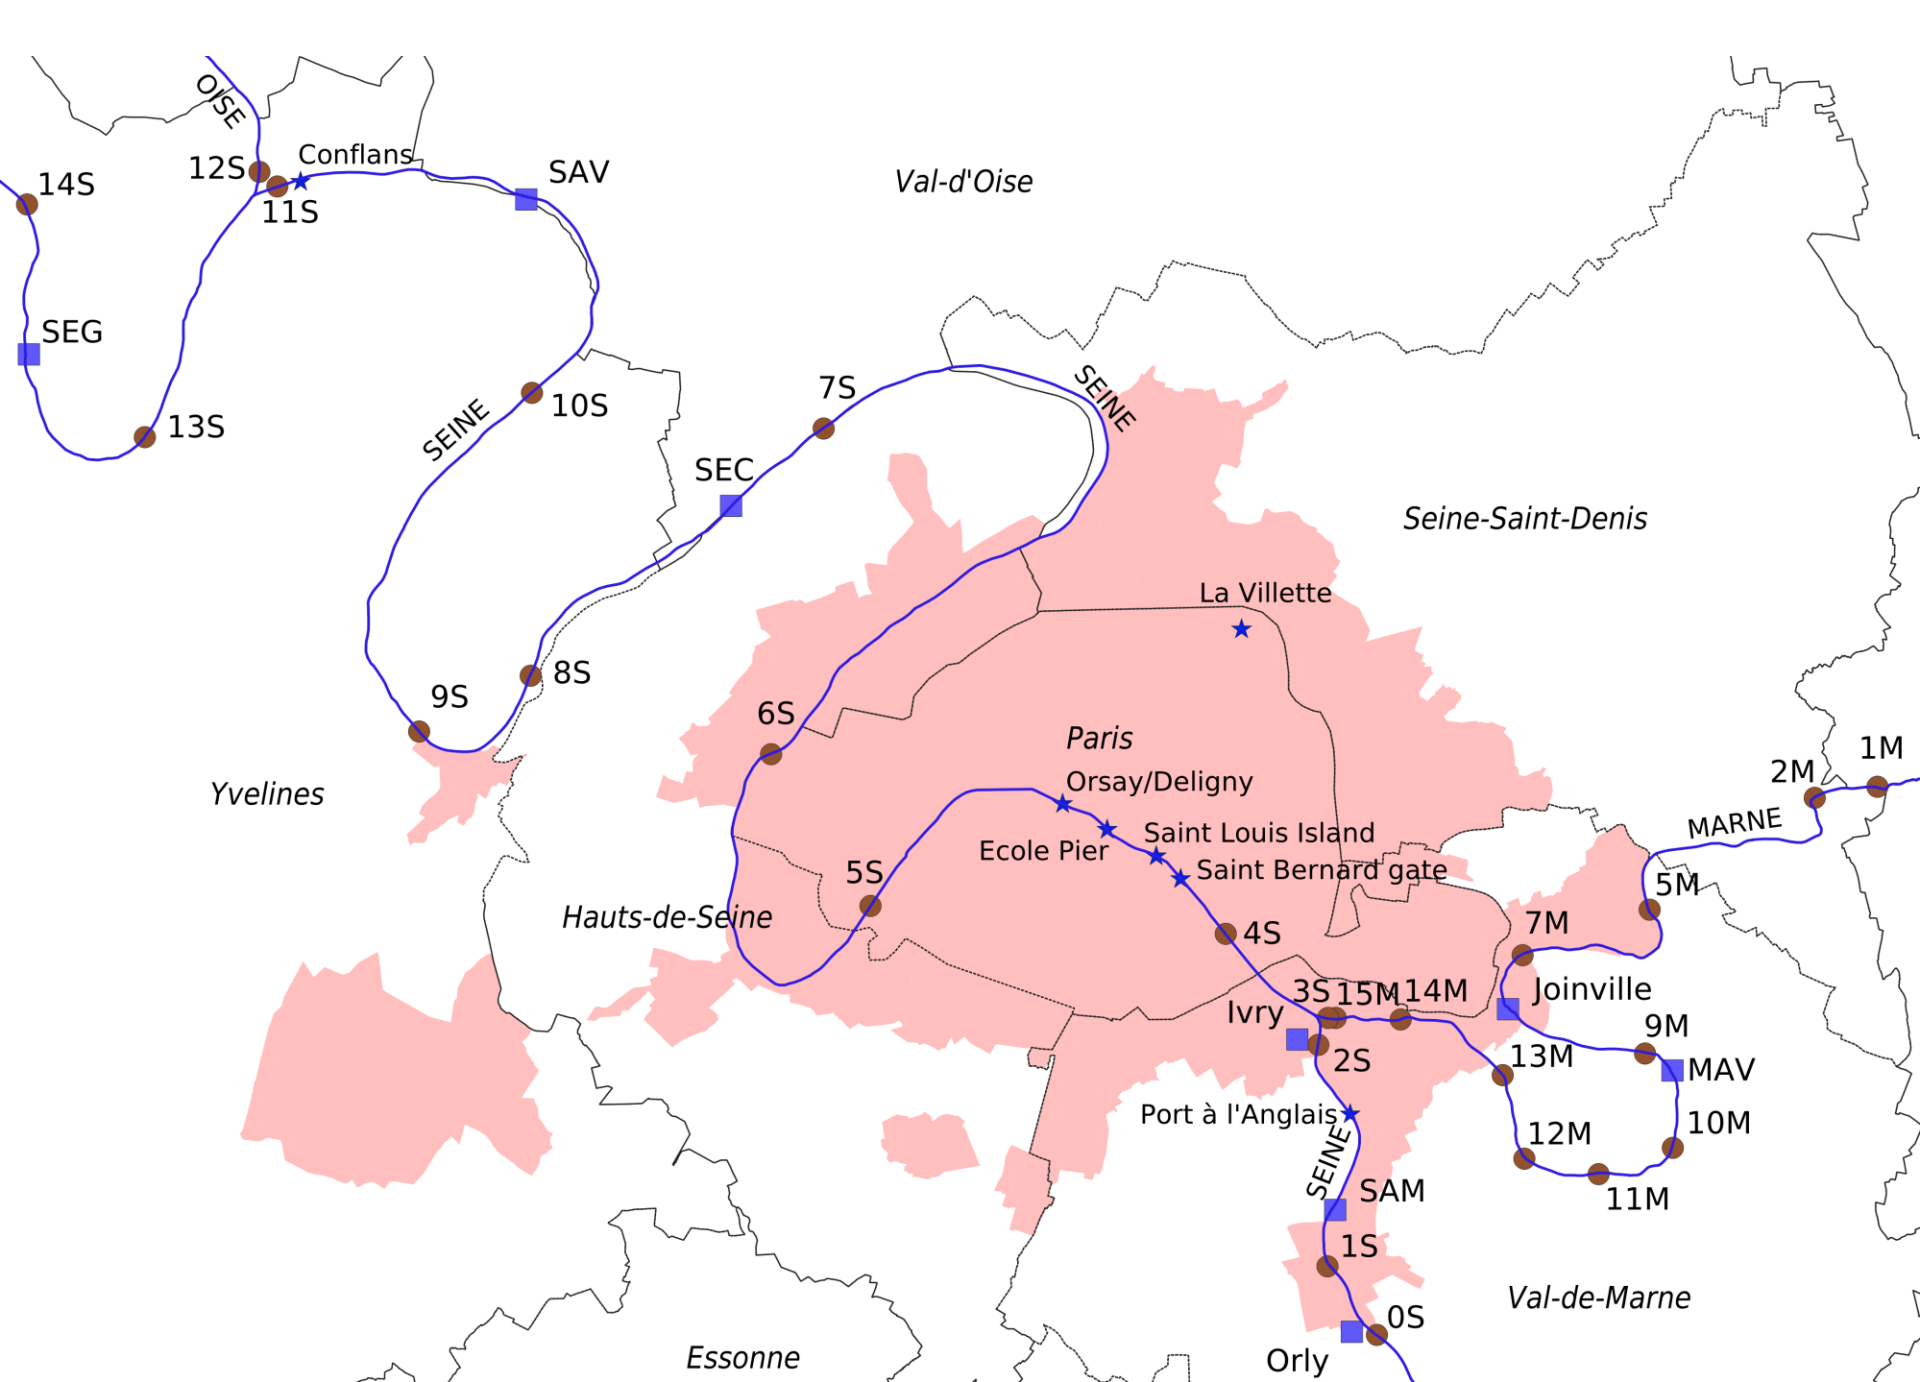 OISE
12S
Conflans
SAV
Val-d'Oise
14S
11S
SEG
13S
10S
SEINE
7S
SEINE
SEC
Seine-Saint-Denis
La Villette
8S
9S
6S
Paris
Orsay/Deligny
Yvelines
2M
1M
MARNE
Ecole Pier
Saint Louis Island
Saint Bernard gate
5S
5M
Hauts-de-Seine
4S
7M
Joinville
3S
15M
14M
Ivry
9M
2S
13M
MAV
Port à l'Anglais
12M
10M
SEINE
SAM
11M
1S
Val-de-Marne
0S
Essonne
Orly